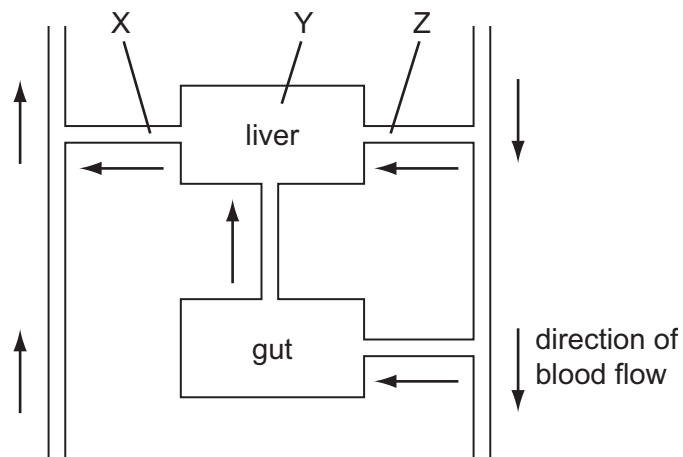 X
Y
Z
liver
gut
direction of
blood flow